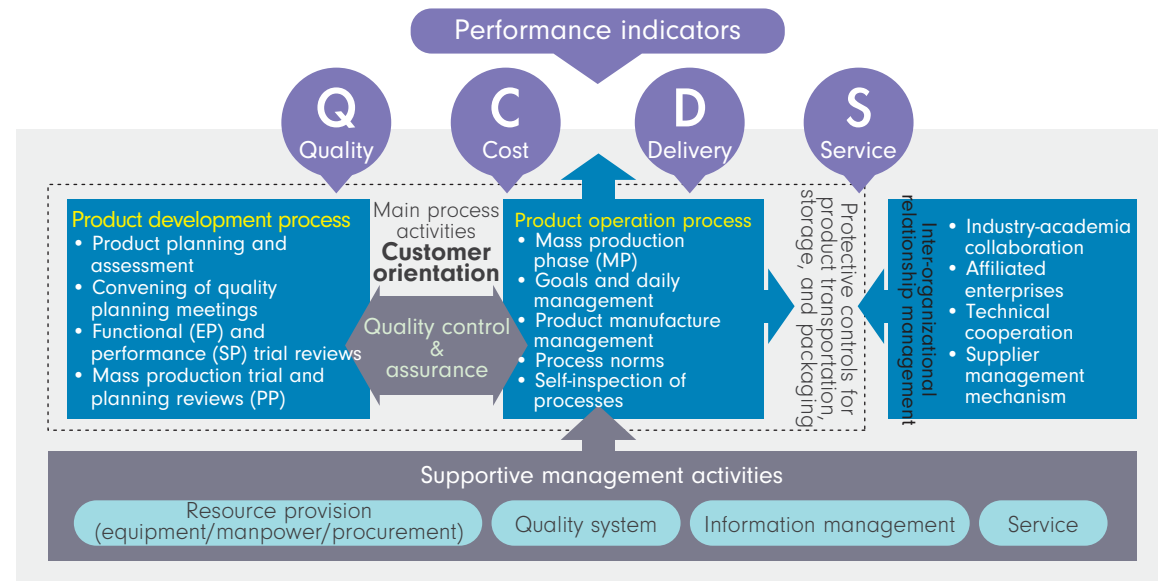 Performance indicators
Q
Quality
C
Cost
D
Delivery
S
Service
Product development process
• Product planning and
assessment
• Convening of quality
planning meetings
• Functional (EP) and
performance (SP) trial reviews
• Mass production trial and
planning reviews (PP)
Main process
activities
Customer
orientation
Quality control
&
assurance
Product operation process
• Mass production
phase (MP)
• Goals and daily
management
• Product manufacture
management
• Process norms
• Self-inspection of
processes
Protective controls for
product transportation,
storage, and packaging
Inter-organizational
relationship management
• Industry-academia
collaboration
• Affiliated
enterprises
• Technical
cooperation
• Supplier
management
mechanism
Supportive management activities
Resource provision
(equipment/manpower/procurement)
Quality system
Information management
Service